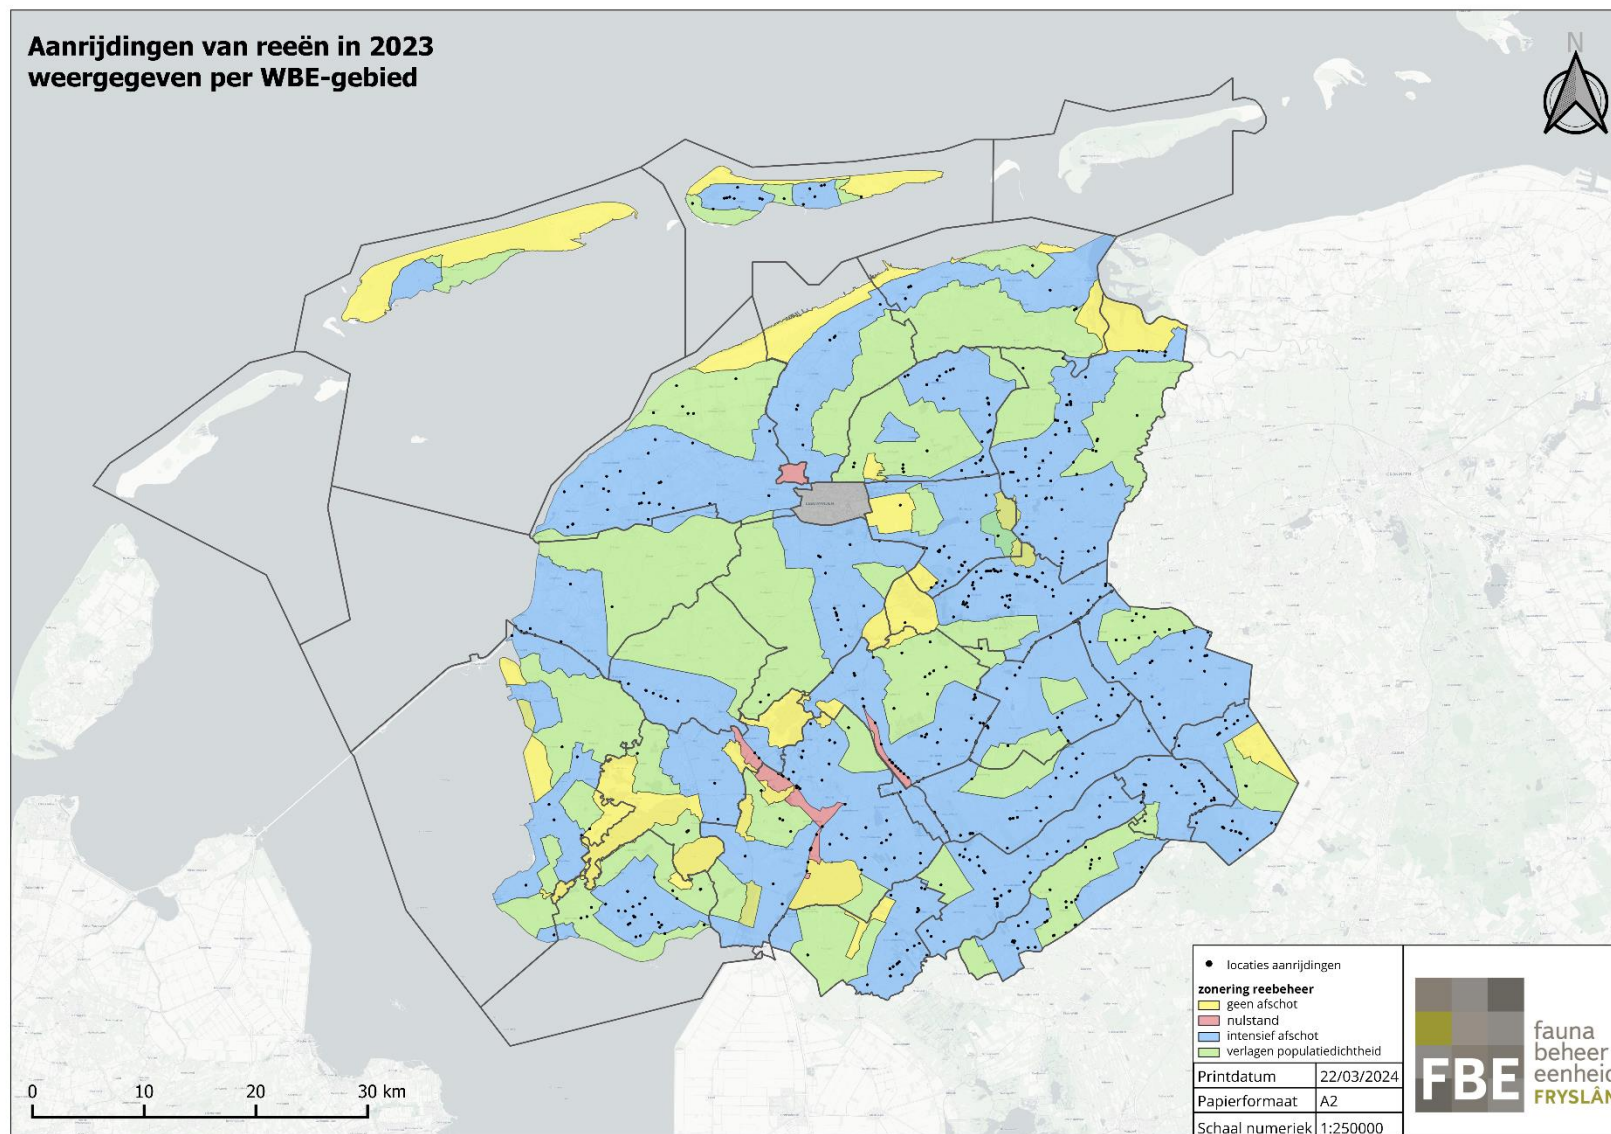 Aanrijdingen van reeën in 2023
weergegeven per WBE-gebied
N
locaties aanrijdingen
zonering reebeheer
geen afschot
nulstand
intensief afschot
verlagen populatiedichtheid
Printdatum 22/03/2024
Papierformaat A2
Schaal numeriek 1:250000
FBE
fauna
beheer
eenheid
FRYSLÂN
0 10 20 30 km